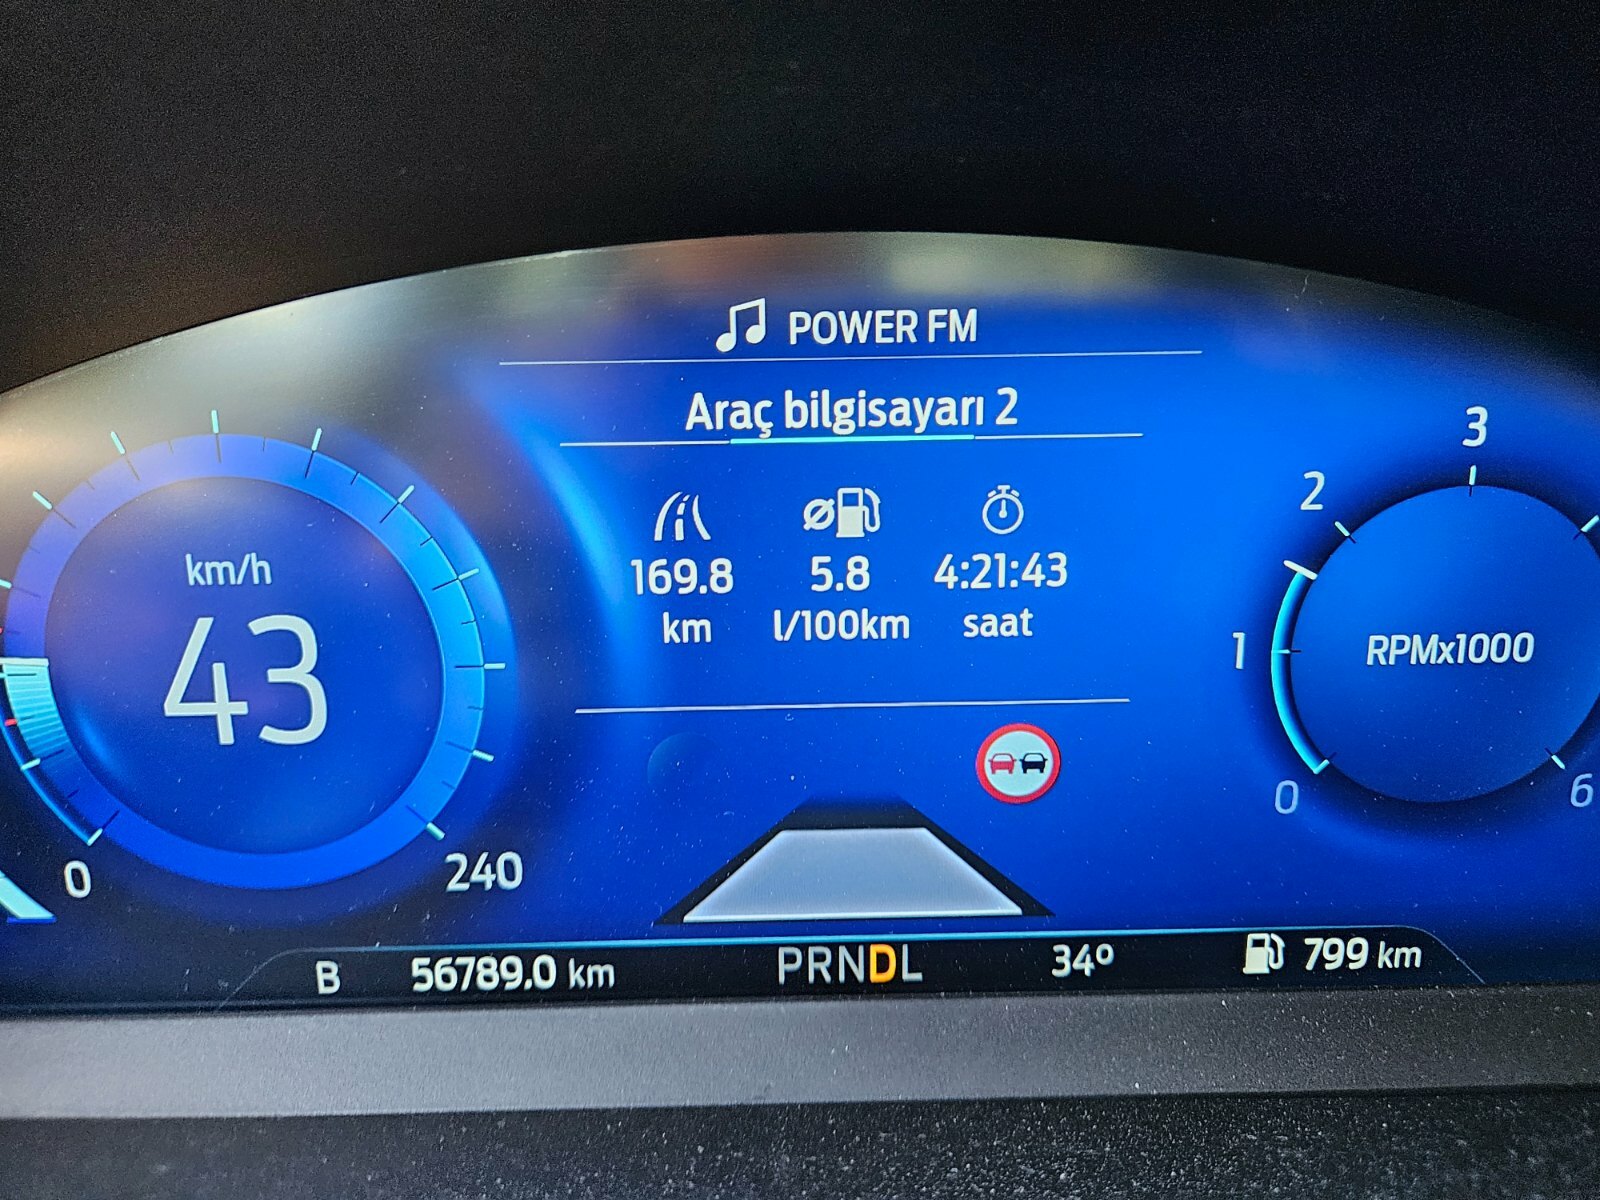 POWER FM
Araç bilgisayarı 2
169.8 5.8 4:21:43
km l/100km saat
km/h
43
0 240
3
2
1
0 6
RPMx1000
B 56789.0 km PRNDL 34° 799 km